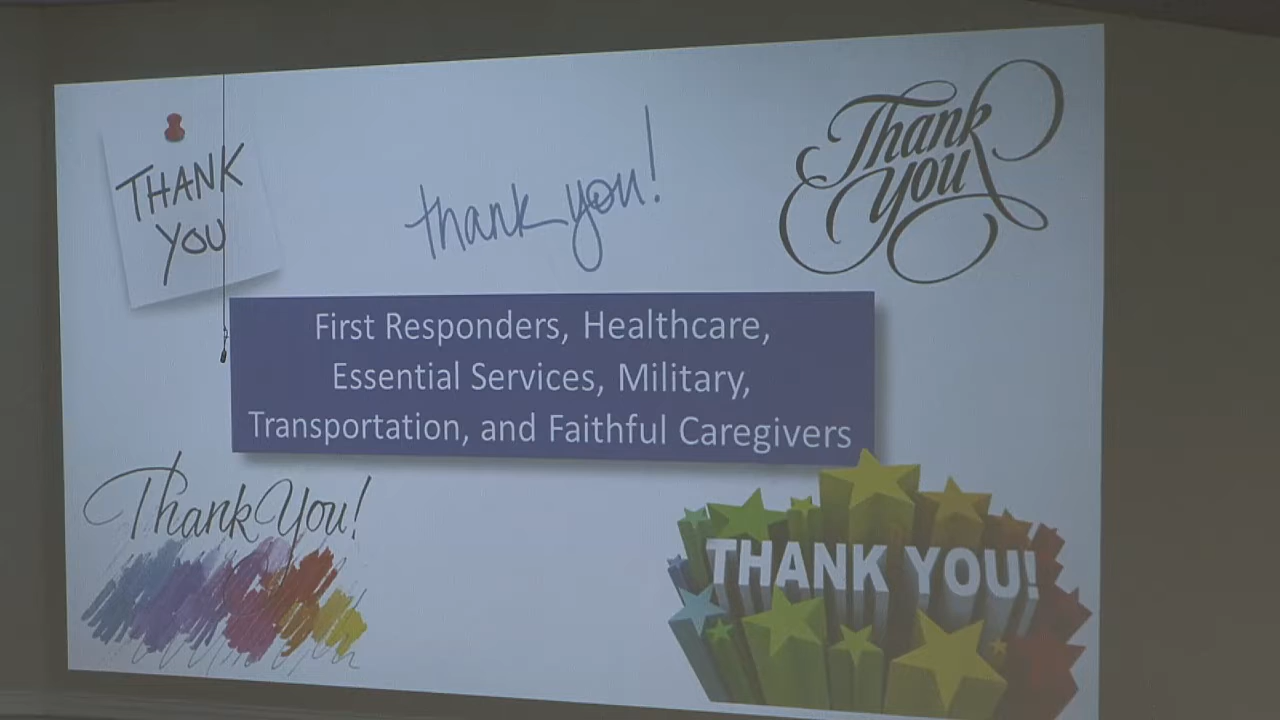 THANK
YOU
thank you!
Thank
You
First Responders, Healthcare,
Essential Services, Military,
Transportation, and Faithful Caregivers
Thank You!
THANK YOU!